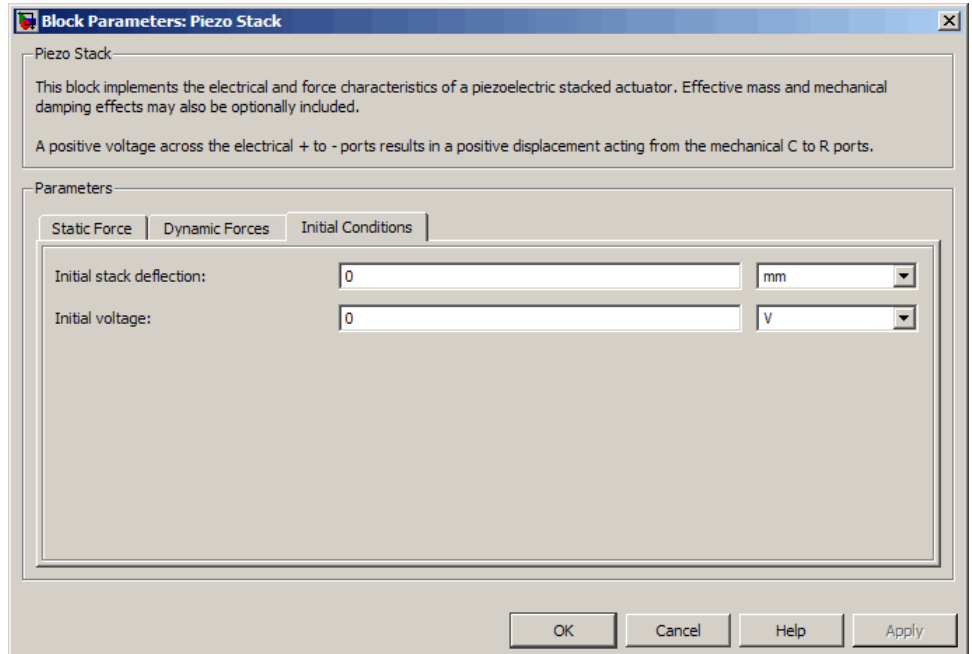 Block Parameters: Piezo Stack
Piezo Stack
This block implements the electrical and force characteristics of a piezoelectric stacked actuator. Effective mass and mechanical
damping effects may also be optionally included.
A positive voltage across the electrical + to - ports results in a positive displacement acting from the mechanical C to R ports.
Parameters
Static Force Dynamic Forces Initial Conditions
Initial stack deflection: 0 mm
Initial voltage: 0 V
OK Cancel Help Apply